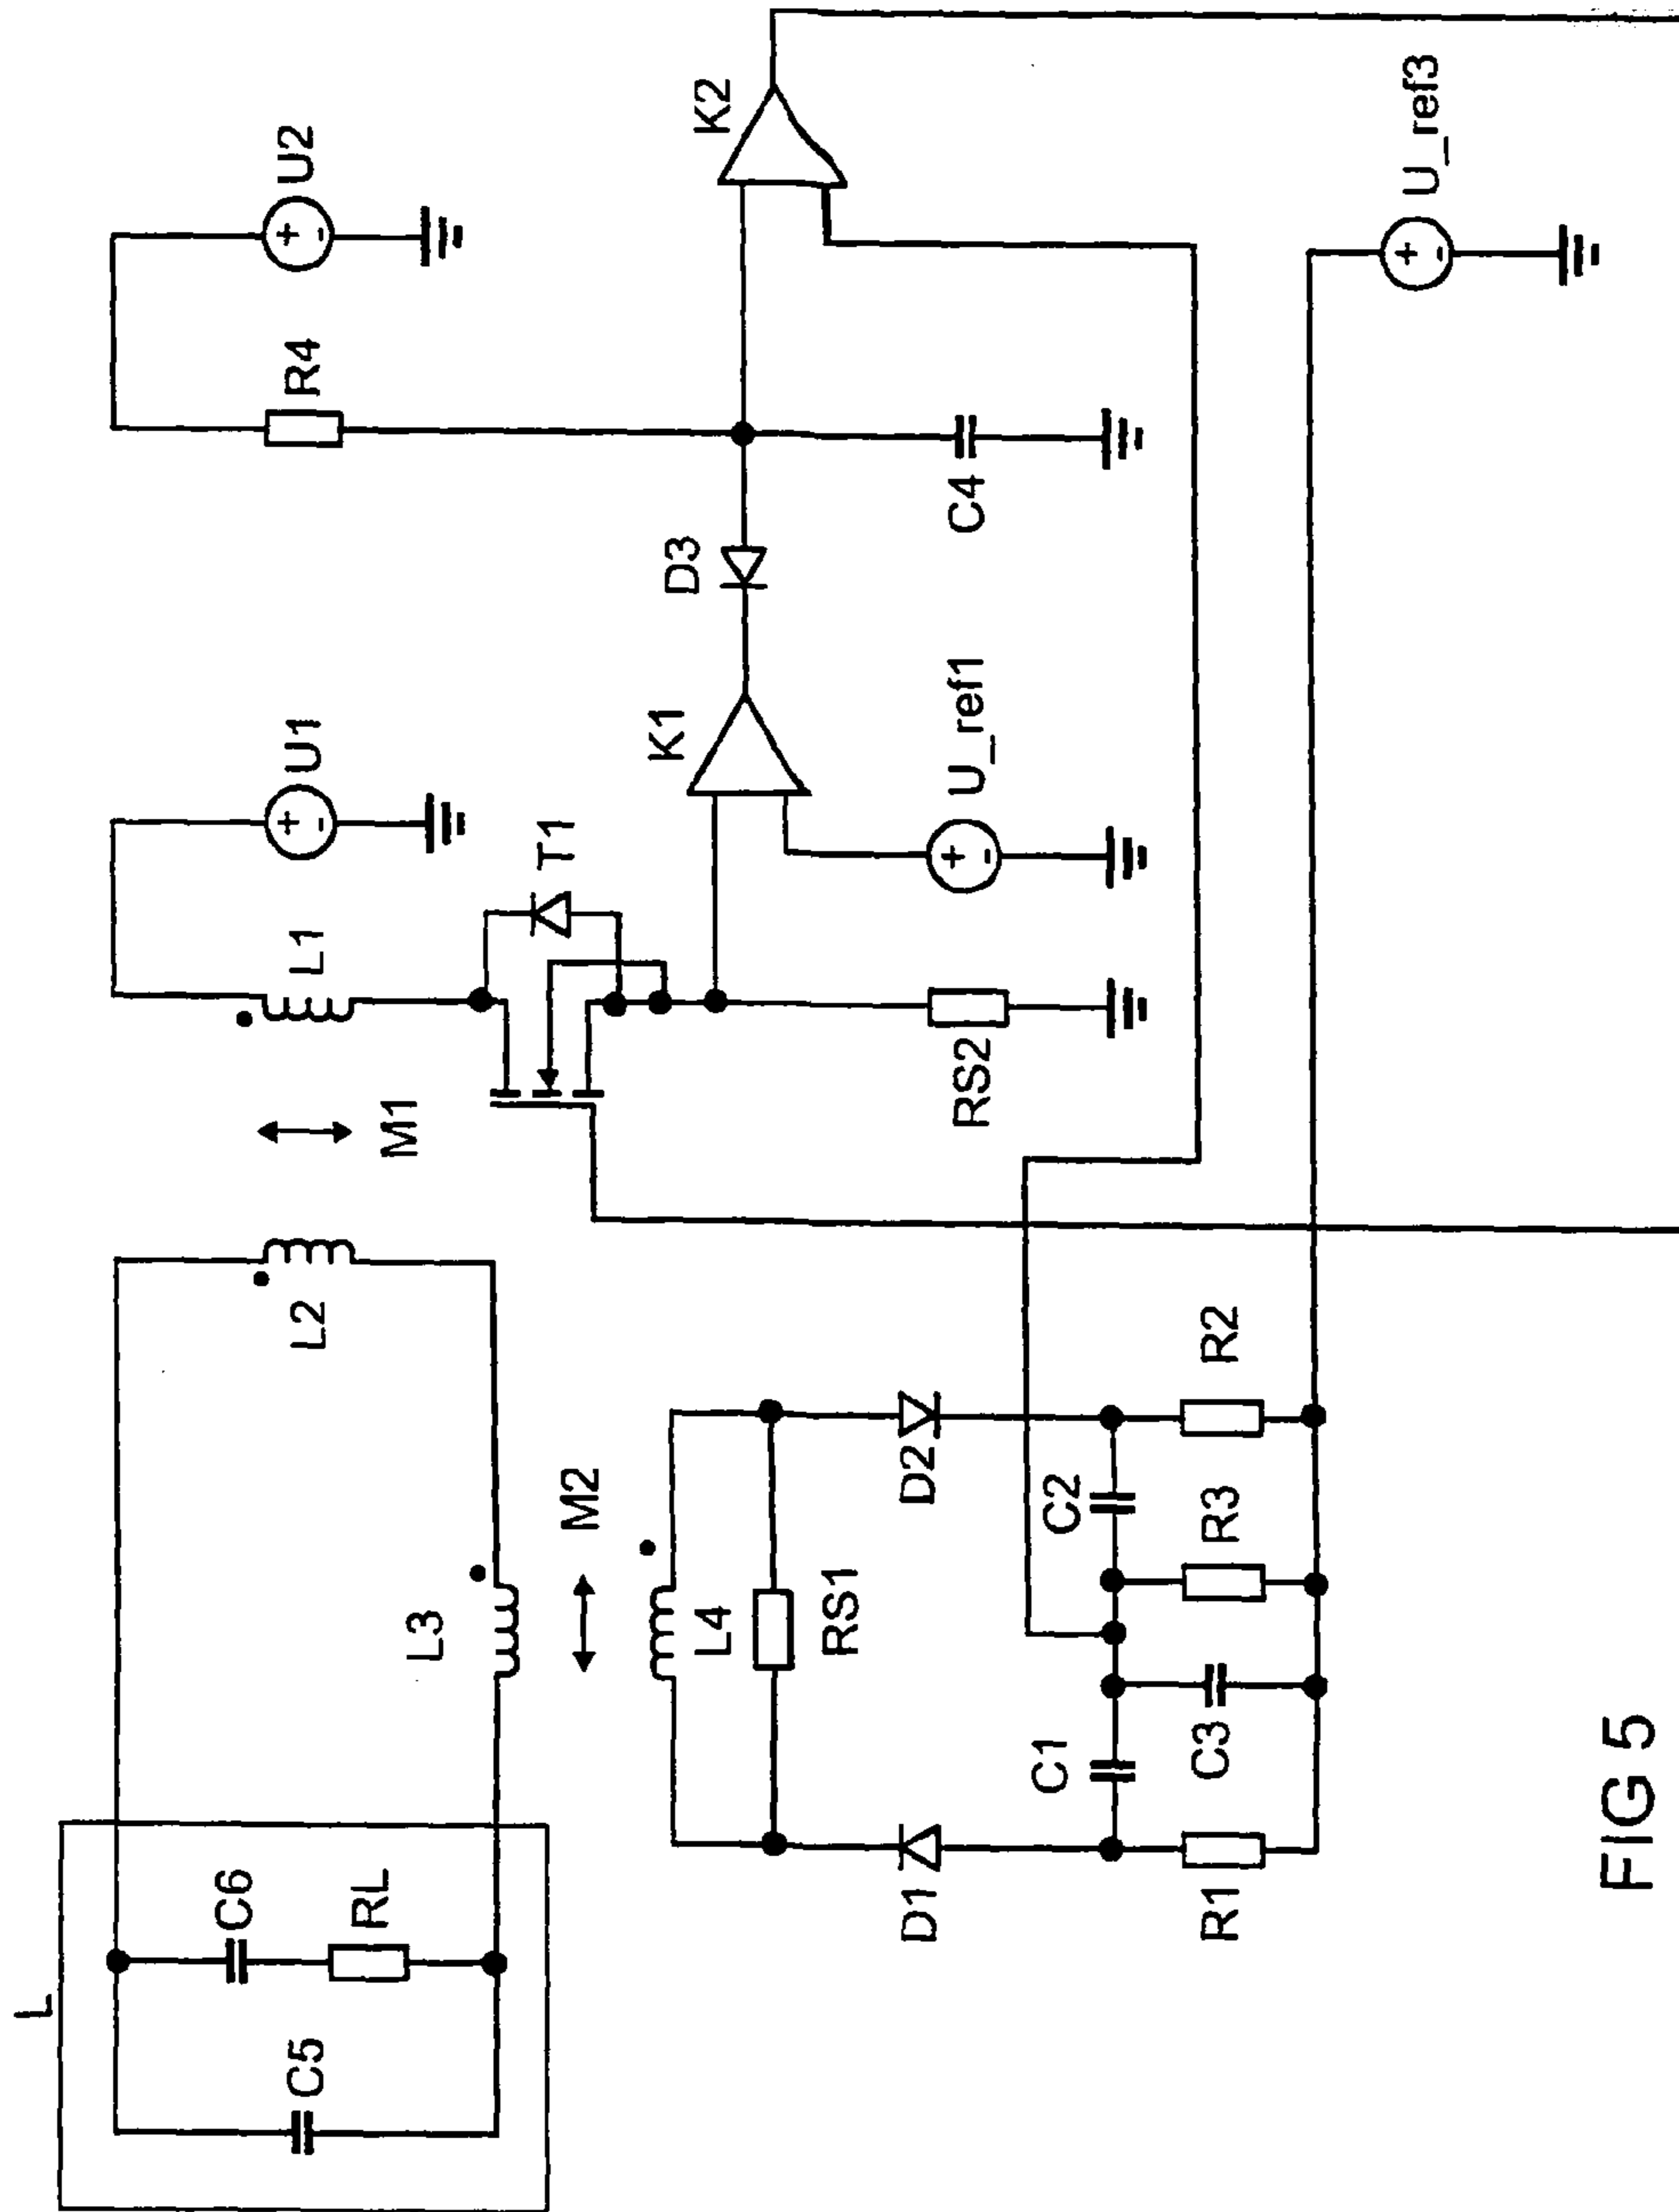 L
C5
C6
RL
L2
M1
L1
U1
R4
U2
L3
M2
T1
K1
D3
K2
L4
RS1
RS2
U_ref1
C4
D1
D2
C1
C2
C3
R3
R1
R2
U_ref3
+
-
+
-
+
-
+
-
FIG 5